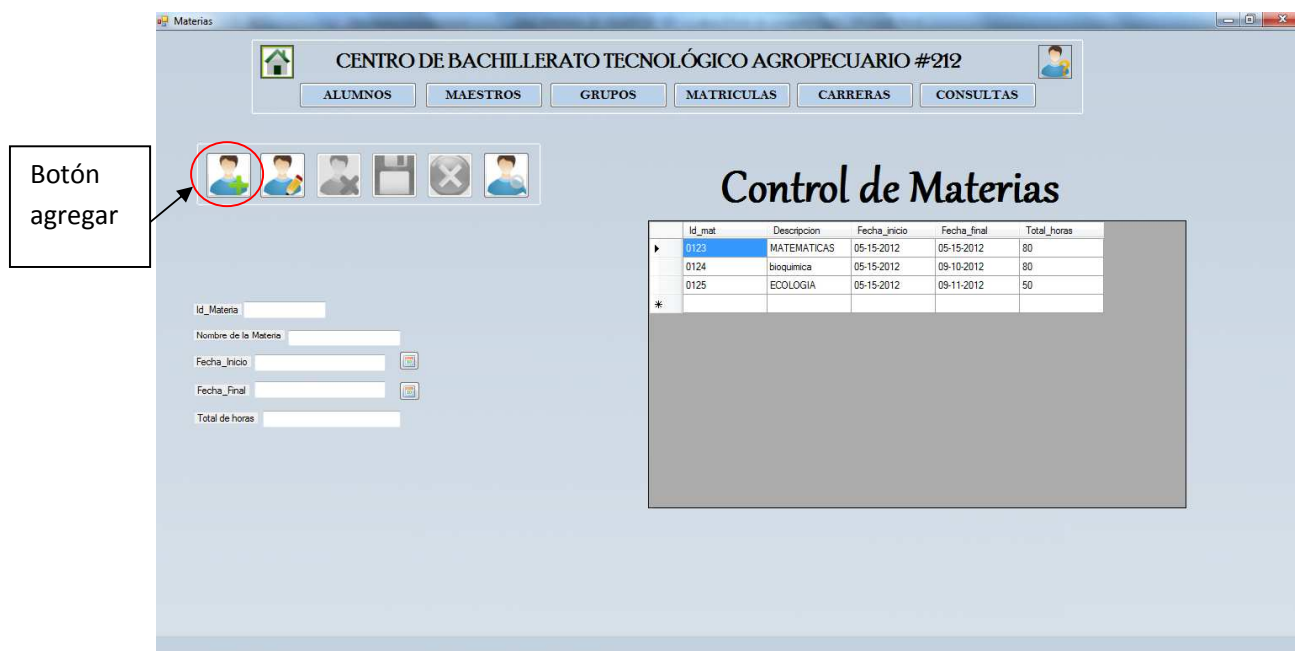 Materias
CENTRO DE BACHILLERATO TECNOLÓGICO AGROPECUARIO #212
ALUMNOS MAESTROS GRUPOS MATRICULAS CARRERAS CONSULTAS
Botón
agregar
Control de Materias
Id_mat Descripcion Fecha_inicio Fecha_final Total_horas
0123 MATEMATICAS 05-15-2012 05-15-2012 80
0124 bioquimica 05-15-2012 09-10-2012 80
0125 ECOLOGIA 05-15-2012 09-11-2012 50
Id_Materia
Nombre de la Materia
Fecha_Inicio
Fecha_Final
Total de horas